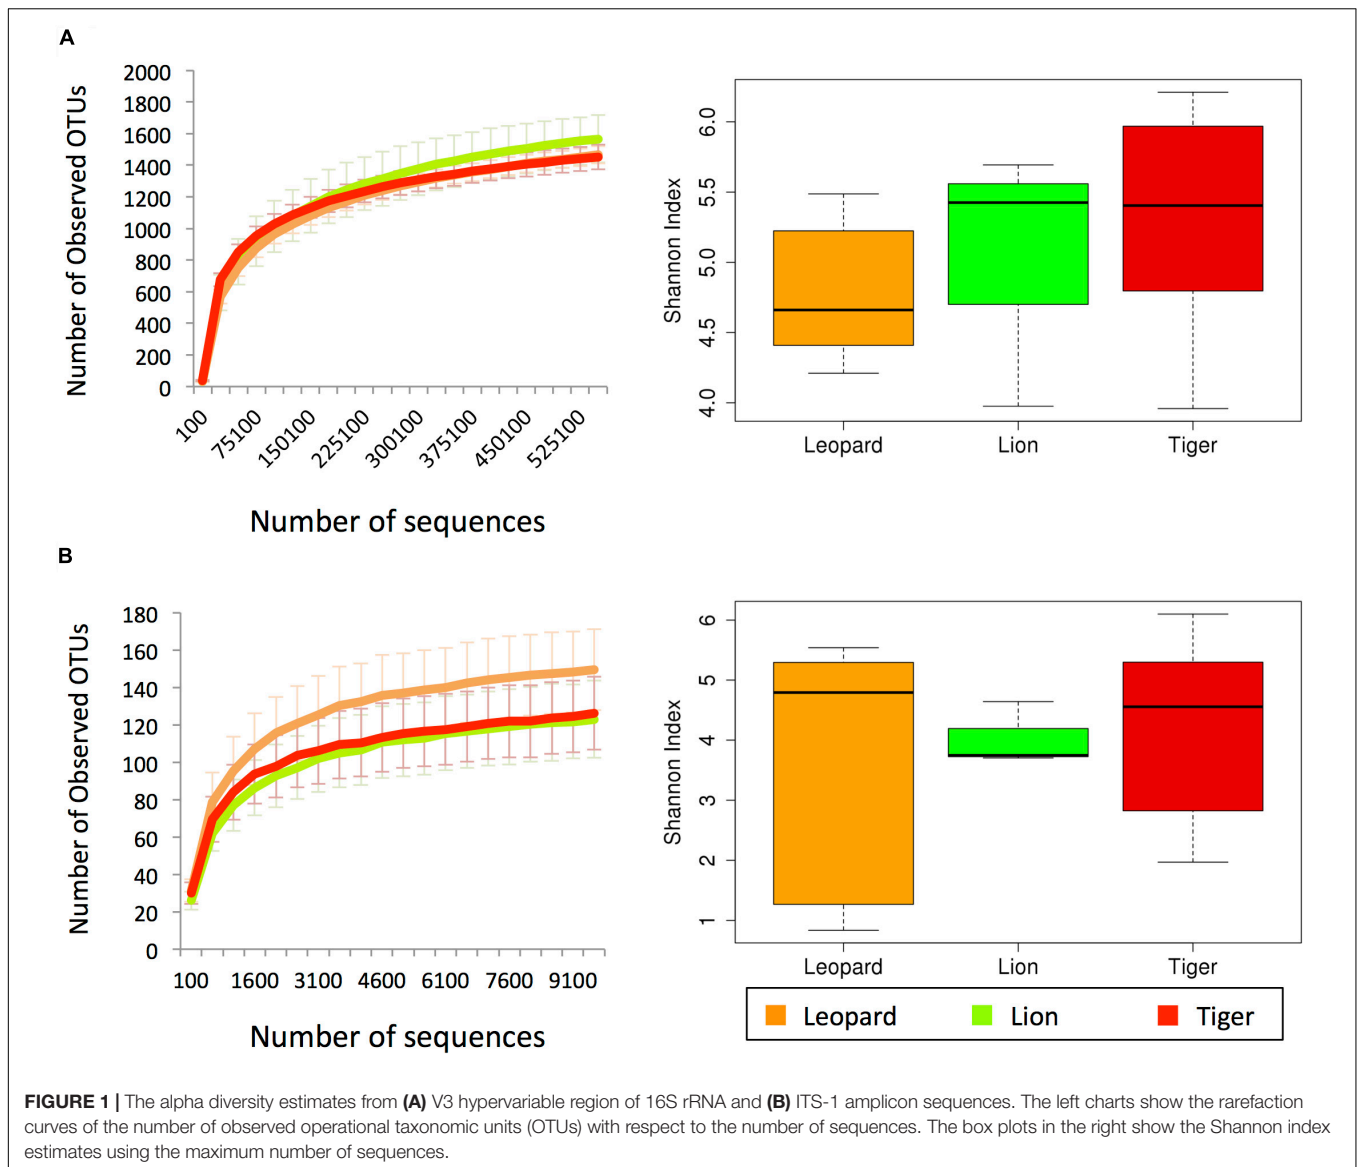 A
Number of Observed OTUs
2000
1800
1600
1400
1200
1000
800
600
400
200
0
100
75100
150100
225100
300100
375100
450100
525100
Number of sequences
Shannon Index
6.0
5.5
5.0
4.5
4.0
Leopard
Lion
Tiger
B
Number of Observed OTUs
180
160
140
120
100
80
60
40
20
0
100 1600 3100 4600 6100 7600 9100
Number of sequences
Shannon Index
6
5
4
3
2
1
Leopard
Lion
Tiger
Leopard Lion Tiger
FIGURE 1 | The alpha diversity estimates from (A) V3 hypervariable region of 16S rRNA and (B) ITS-1 amplicon sequences. The left charts show the rarefaction
curves of the number of observed operational taxonomic units (OTUs) with respect to the number of sequences. The box plots in the right show the Shannon index
estimates using the maximum number of sequences.